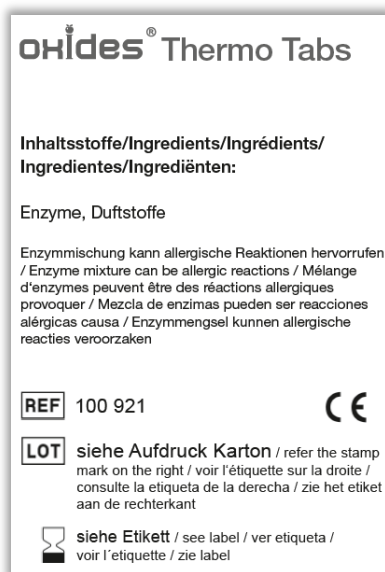 oxides® Thermo Tabs
Inhaltsstoffe/Ingredients/Ingrédients/
Ingredientes/Ingrediënten:
Enzyme, Duftstoffe
Enzymmischung kann allergische Reaktionen hervorrufen
/ Enzyme mixture can be allergic reactions / Mélange
d‘enzymes peuvent être des réactions allergiques
provoquer / Mezcla de enzimas pueden ser reacciones
alérgicas causa / Enzymmengsel kunnen allergische
reacties veroorzaken
REF 100 921 CE
LOT siehe Aufdruck Karton / refer the stamp
mark on the right / voir l‘étiquette sur la droite /
consulte la etiqueta de la derecha / zie het etiket
aan de rechterkant
siehe Etikett / see label / ver etiqueta /
voir l´etiquette / zie label